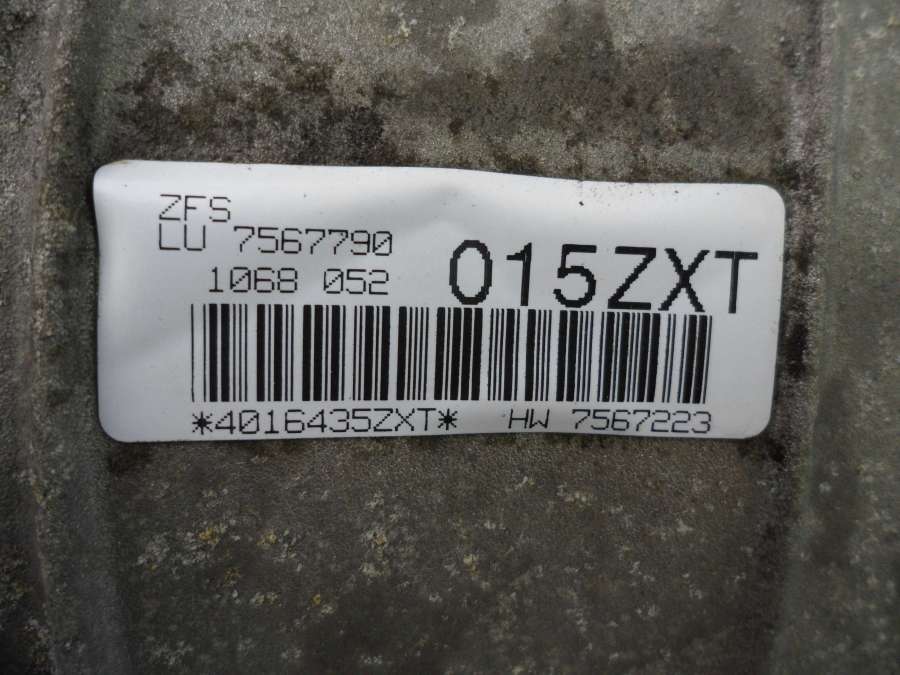 ZFS
LU 7567790
1068 052
015ZXT
*4016435ZXT* HW 7567223